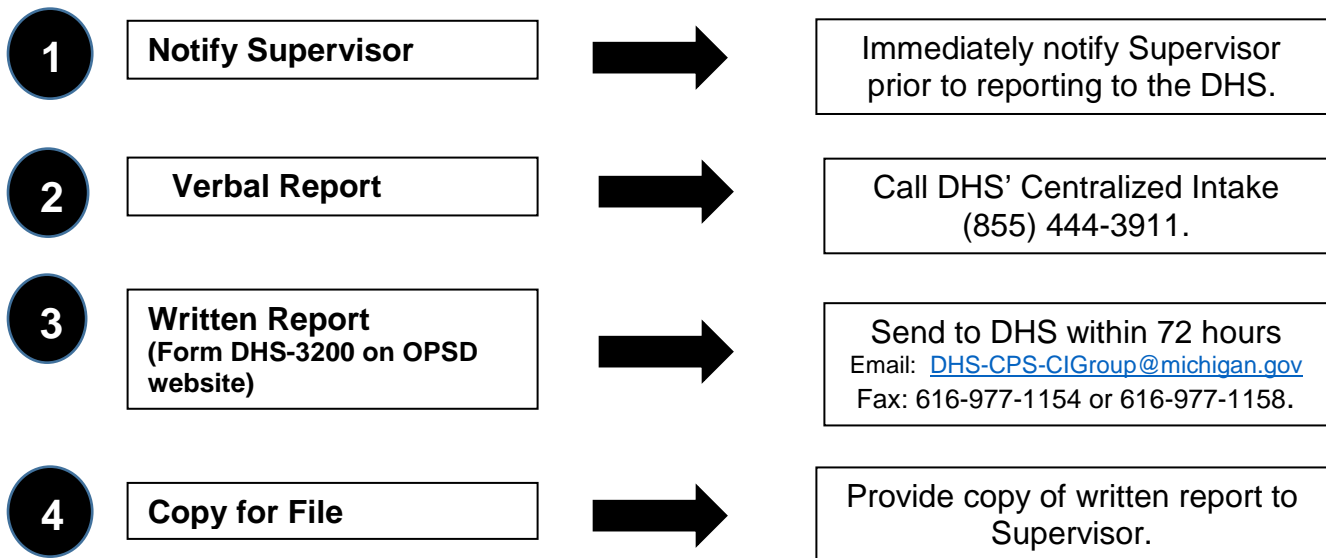 1
Notify Supervisor
Immediately notify Supervisor
prior to reporting to the DHS.
2
Verbal Report
Call DHS’ Centralized Intake
(855) 444-3911.
3
Written Report
(Form DHS-3200 on OPSD
website)
Send to DHS within 72 hours
Email: DHS-CPS-CIGroup@michigan.gov
Fax: 616-977-1154 or 616-977-1158.
4
Copy for File
Provide copy of written report to
Supervisor.